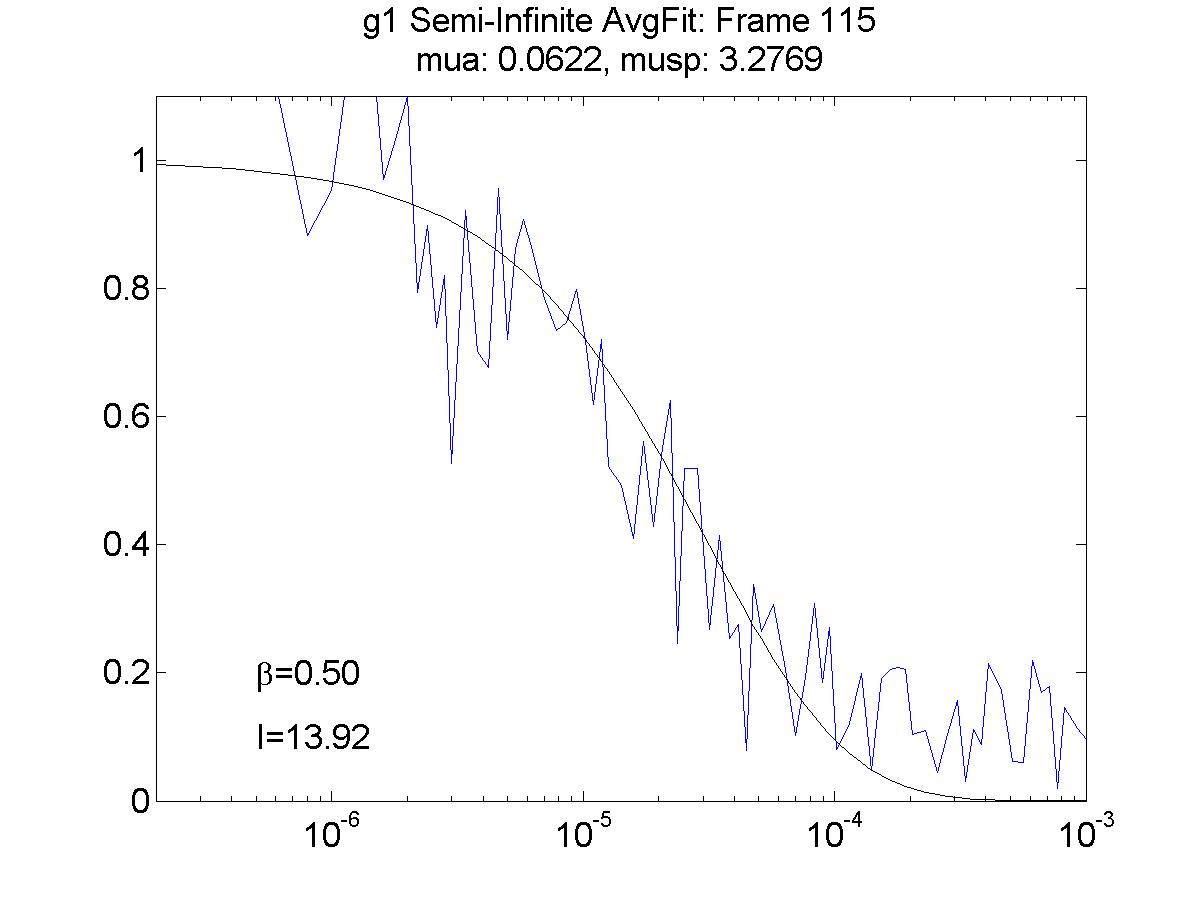 g1 Semi-Infinite AvgFit: Frame 115
mua: 0.0622, musp: 3.2769
1
0.8
0.6
0.4
0.2
0
β=0.50
I=13.92
10^-6
10^-5
10^-4
10^-3